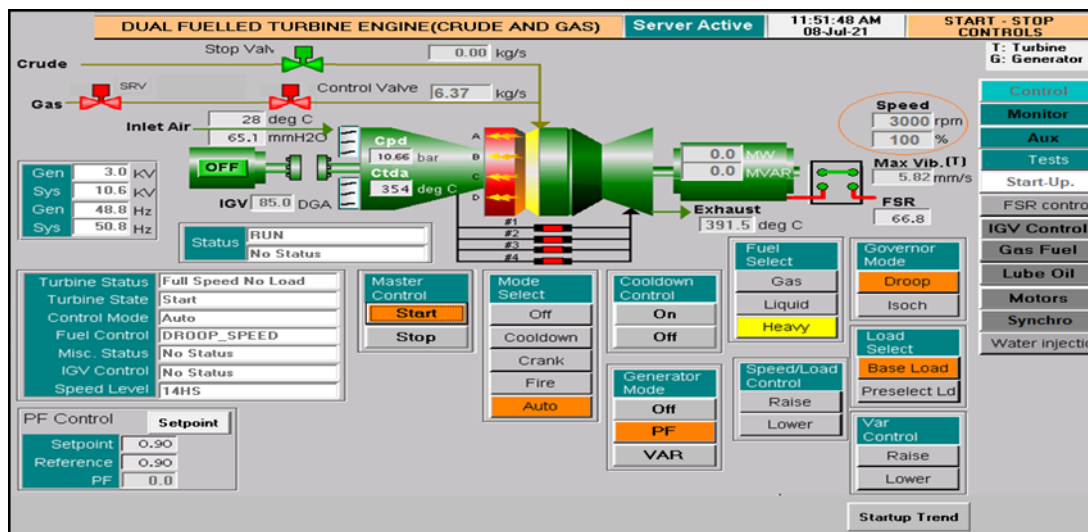 DUAL FUELLED TURBINE ENGINE(CRUDE AND GAS)
Server Active
11:51:48 AM
08-Jul-21
START - STOP
CONTROLS
T: Turbine
G: Generator
Stop Valv
0.00 kg/s
Crude
SRV
Gas
Control Valve
6.37 kg/s
Inlet Air
28 deg C
65.1 mmH2O
OFF
Cpd
10.66 bar
Ctda
354 deg C
IGV 85.0 DGA
A
B
C
D
#1
#2
#3
#4
0.0 MW
0.0 MVAR
Exhaust
391.5 deg C
Speed
3000 rpm
100 %
Max Vib.(T)
5.82 mm/s
FSR
66.8
Gen 3.0 KV
Sys 10.6 KV
Gen 48.8 Hz
Sys 50.8 Hz
Status
RUN
No Status
Turbine Status Full Speed No Load
Turbine State Start
Control Mode Auto
Fuel Control DROOP_SPEED
Misc. Status No Status
IGV Control No Status
Speed Level 14HS
PF Control
Setpoint
Setpoint 0.90
Reference 0.90
PF 0.0
Master
Control
Start
Stop
Mode
Select
Off
Cooldown
Crank
Fire
Auto
Cooldown
Control
On
Off
Generator
Mode
Off
PF
VAR
Fuel
Select
Gas
Liquid
Heavy
Speed/Load
Control
Raise
Lower
Governor
Mode
Droop
Isoch
Load
Select
Base Load
Preselect Ld
Var
Control
Raise
Lower
Control
Monitor
Aux
Tests
Start-Up.
FSR contro
IGV Control
Gas Fuel
Lube Oil
Motors
Synchro
Water injectic
Startup Trend